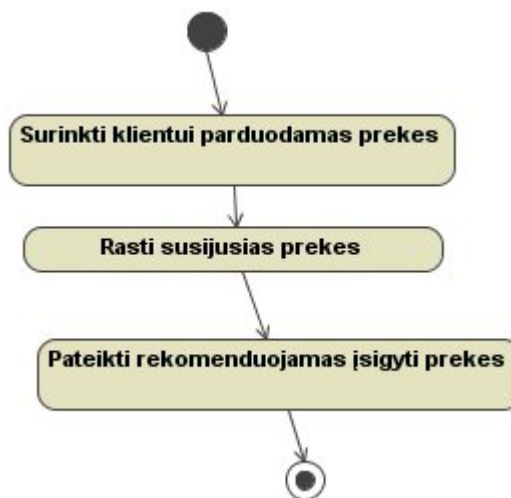 Surinkti klientui parduodamas prekes
Rasti susijusias prekes
Pateikti rekomenduojamas įsigyti prekes